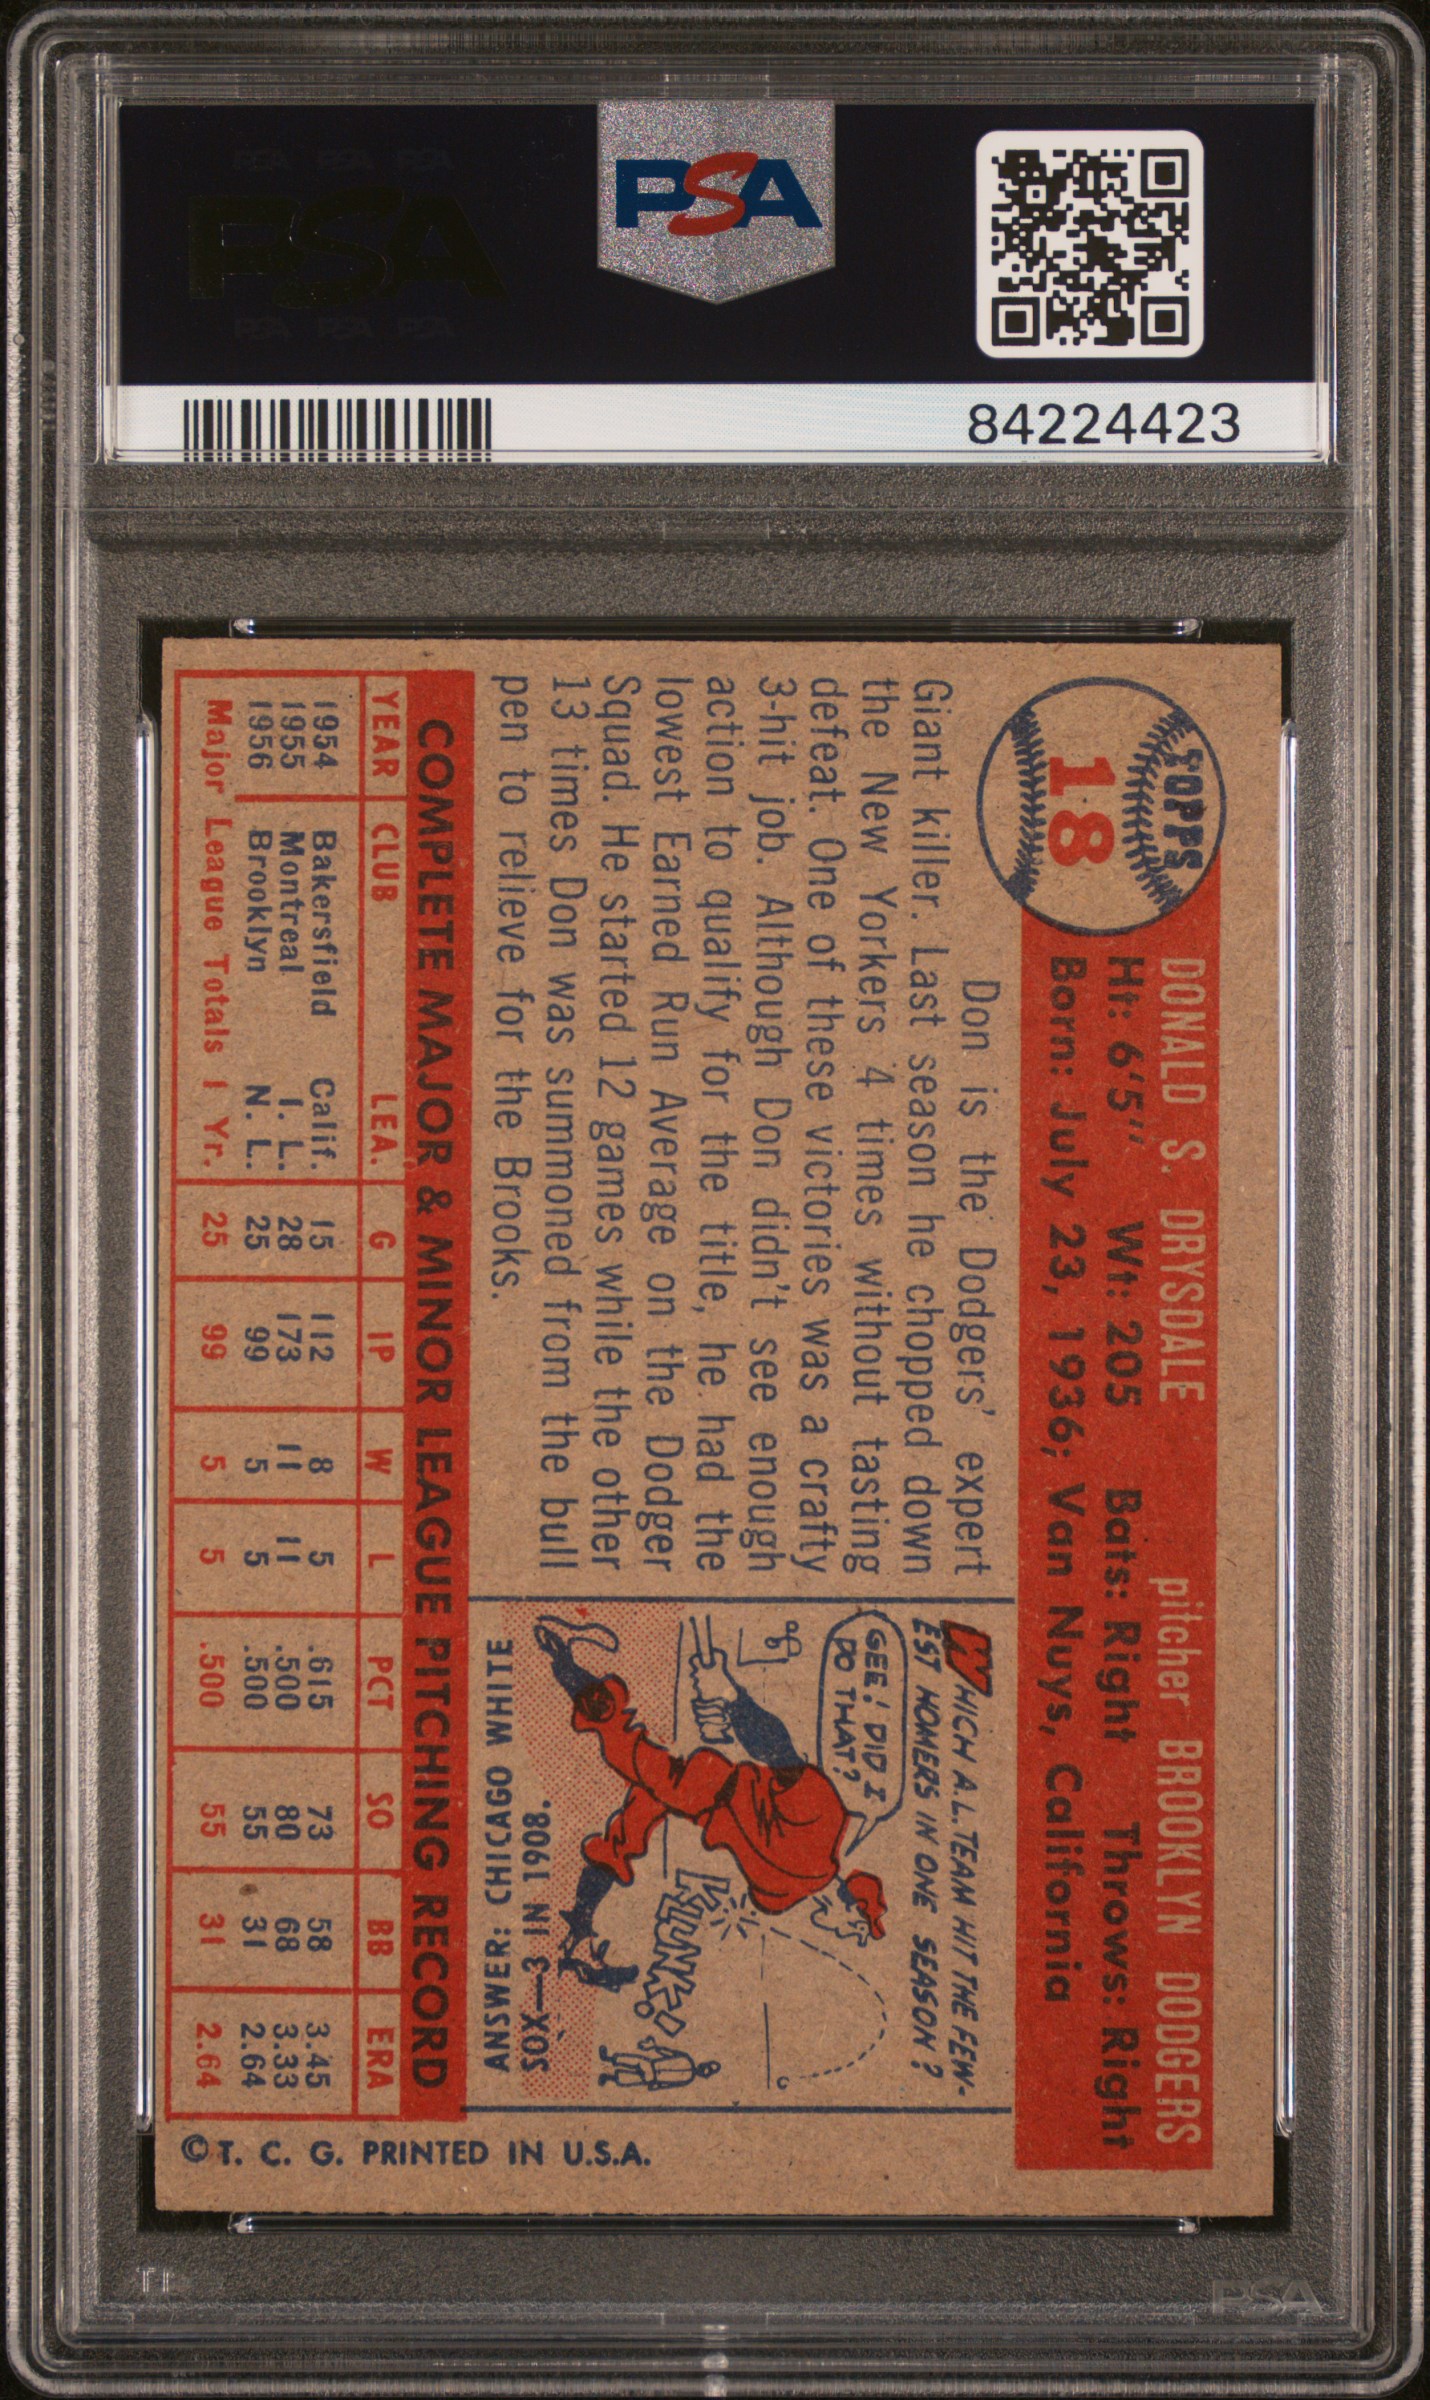 PSA PSA PSA
PSA
PSA PSA PSA
PSA
84224423
TOPPS
18
DONALD S. DRYSDALE pitcher BROOKLYN DODGERS
Ht: 6'5" Wt: 205 Bats: Right Throws: Right
Born: July 23, 1936; Van Nuys, California
Don is the Dodgers' expert
Giant killer. Last season he chopped down
the New Yorkers 4 times without tasting
defeat. One of these victories was a crafty
3-hit job. Although Don didn't see enough
action to qualify for the title, he had the
lowest Earned Run Average on the Dodger
Squad. He started 12 games while the other
13 times Don was summoned from the bull
pen to relieve for the Brooks.
WHICH A.L. TEAM HIT THE FEW-
EST HOMERS IN ONE SEASON?
GEE! DID I
DO THAT?
KLUNK
ANSWER: CHICAGO WHITE
SOX—3 IN 1908.
COMPLETE MAJOR & MINOR LEAGUE PITCHING RECORD
YEAR CLUB LEA. G IP W L PCT SO BB ERA
1954 Bakersfield Calif. 15 112 8 5 .615 73 58 3.45
1955 Montreal I. L. 28 173 11 11 .500 80 68 3.33
1956 Brooklyn N. L. 25 99 5 5 .500 55 31 2.64
Major League Totals 1 Yr. 25 99 5 5 .500 55 31 2.64
©T. C. G. PRINTED IN U.S.A.
PSA